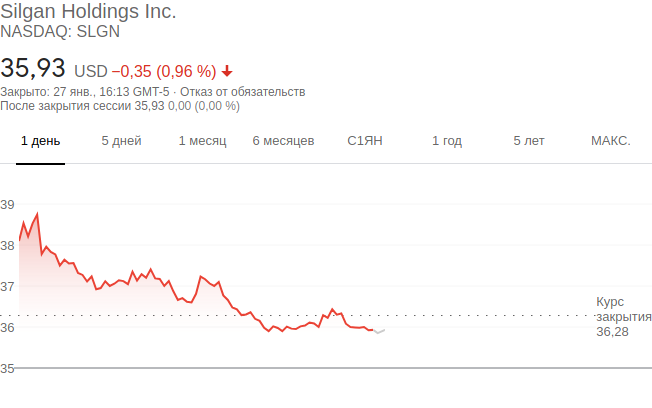 Silgan Holdings Inc.
NASDAQ: SLGN
35,93 USD −0,35 (0,96 %)
Закрыто: 27 янв., 16:13 GMT-5 · Отказ от обязательств
После закрытия сессии 35,93 0,00 (0,00 %)
1 день 5 дней 1 месяц 6 месяцев С1ЯН 1 год 5 лет МАКС.
39
38
37
Курс
закрытия
36,28
36
35